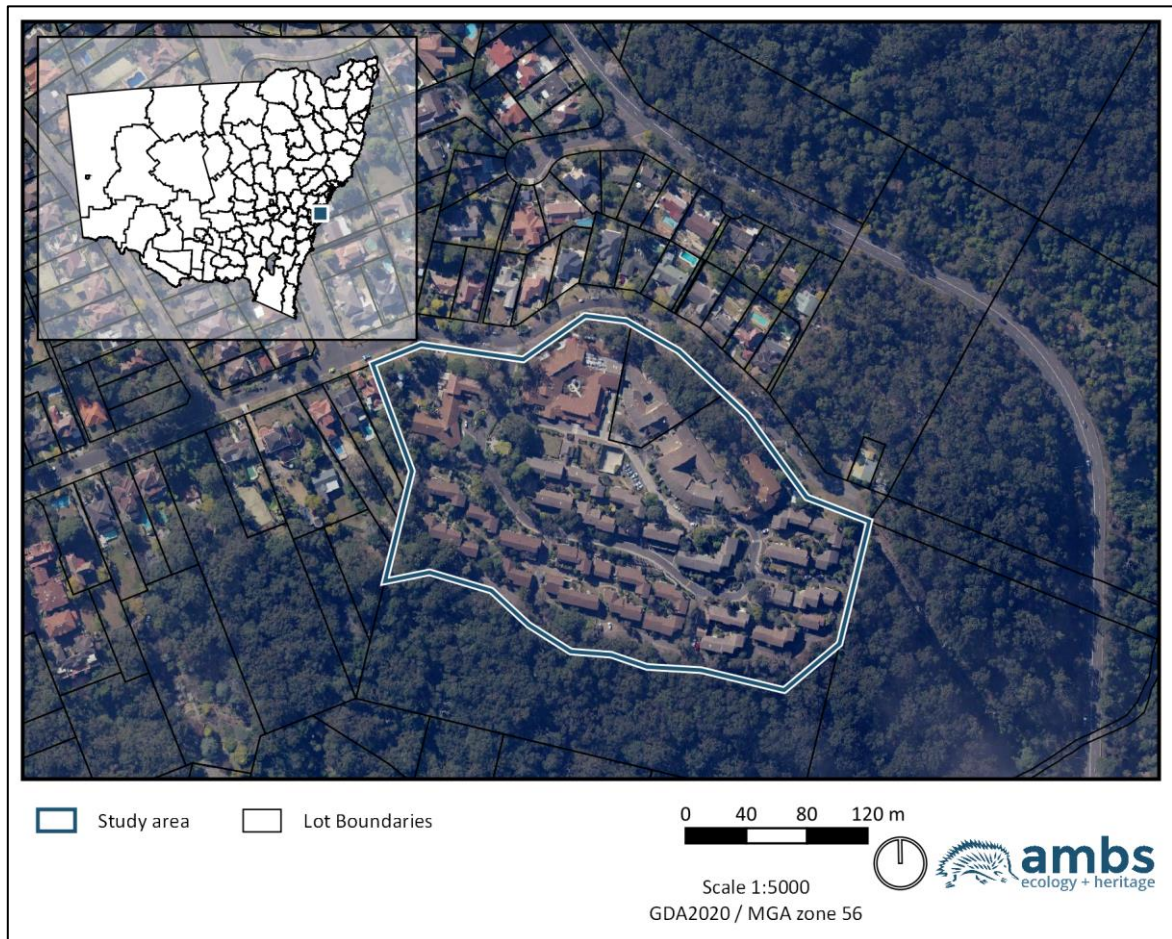 Study area
Lot Boundaries
0 40 80 120 m
Scale 1:5000
GDA2020 / MGA zone 56
ambs
ecology + heritage